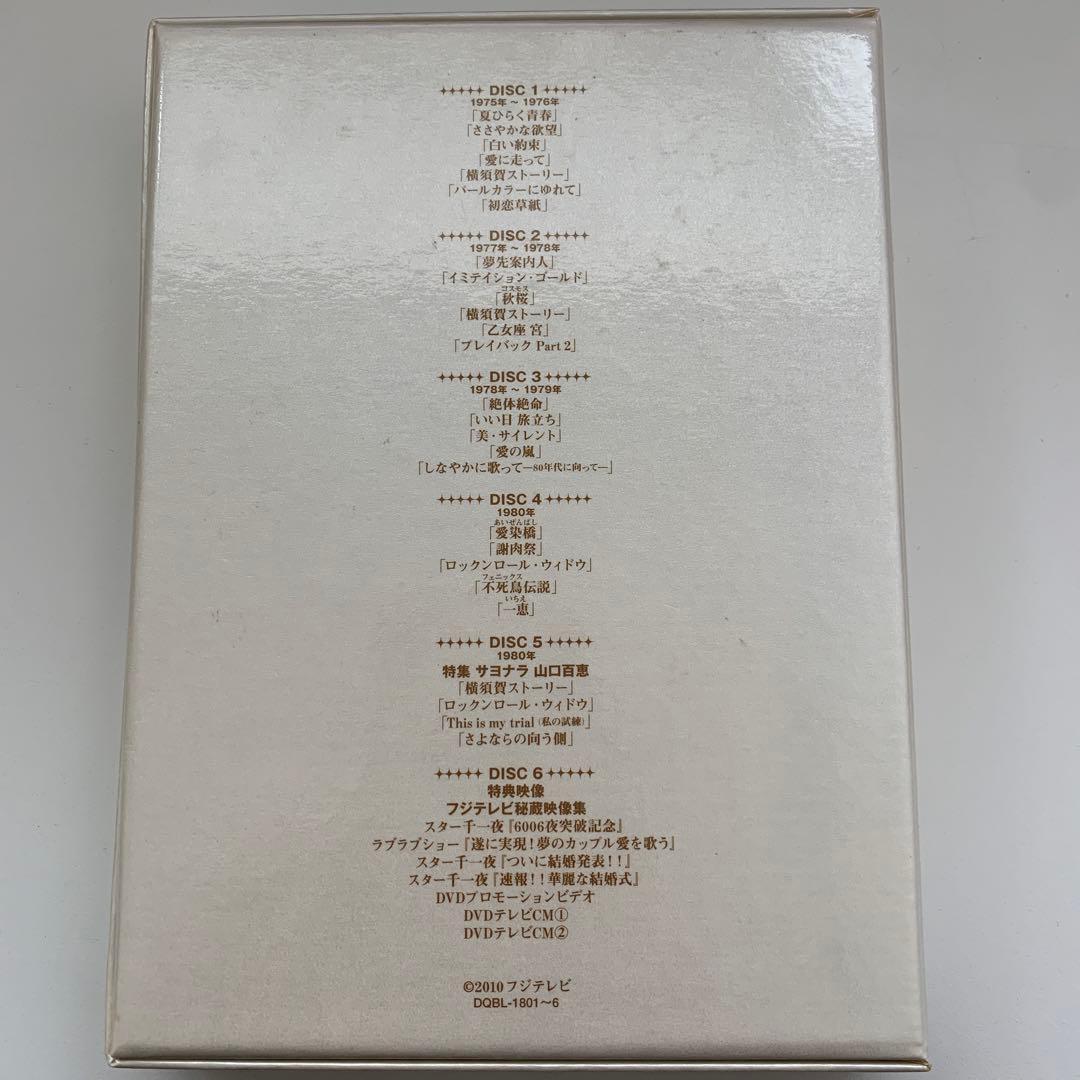 +++++ DISC 1 +++++
1975年～1976年
「夏ひらく青春」
「ささやかな欲望」
「白い約束」
「愛に走って」
「横須賀ストーリー」
「パールカラーにゆれて」
「初恋草紙」
+++++ DISC 2 +++++
1977年～1978年
「夢先案内人」
「イミテイション・ゴールド」
コスモス
「秋桜」
「横須賀ストーリー」
「乙女座 宮」
「プレイバック Part 2」
+++++ DISC 3 +++++
1978年～1979年
「絶体絶命」
「いい日 旅立ち」
「美・サイレント」
「愛の嵐」
「しなやかに歌って―80年代に向って―」
+++++ DISC 4 +++++
1980年
あいぜんばし
「愛染橋」
「謝肉祭」
「ロックンロール・ウィドウ」
フェニックス
「不死鳥伝説」
いちえ
「一恵」
+++++ DISC 5 +++++
1980年
特集 サヨナラ 山口百恵
「横須賀ストーリー」
「ロックンロール・ウィドウ」
「This is my trial (私の試練)」
「さよならの向う側」
+++++ DISC 6 +++++
特典映像
フジテレビ秘蔵映像集
スター千一夜『6006夜突破記念』
ラブラブショー『遂に実現!夢のカップル愛を歌う』
スター千一夜『ついに結婚発表!!』
スター千一夜『速報!!華麗な結婚式』
DVDプロモーションビデオ
DVDテレビCM①
DVDテレビCM②
©2010 フジテレビ
DQBL-1801～6